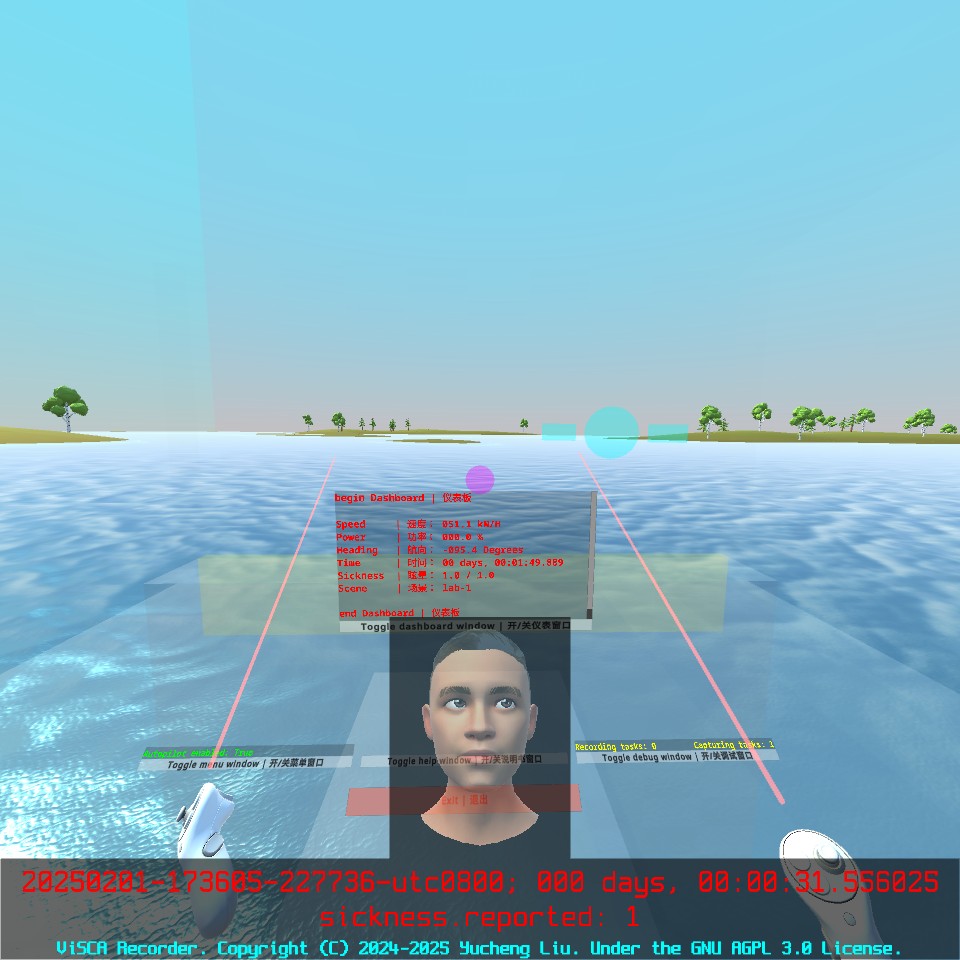 begin Dashboard | 仪表板
Speed | 速度: 051.1 kN/H
Power | 功率: 000.0 %
Heading | 航向: -095.4 Degrees
Time | 时间: 00 days, 00:01:49.889
Sickness | 眩晕: 1.0 / 1.0
Scene | 场景: lab-1
end Dashboard | 仪表板
Toggle dashboard window | 开/关仪表窗口
Autopilot enabled: True
Toggle menu window | 开/关菜单窗口
Toggle help window | 开/关说明书窗口
Recording tasks: 0 Capturing tasks: 1
Toggle debug window | 开/关调试窗口
Exit | 退出
20250201-173605-227736-utc0800; 000 days, 00:00:31.556025
sickness.reported: 1
ViSCA Recorder. Copyright (C) 2024-2025 Yucheng Liu. Under the GNU AGPL 3.0 License.